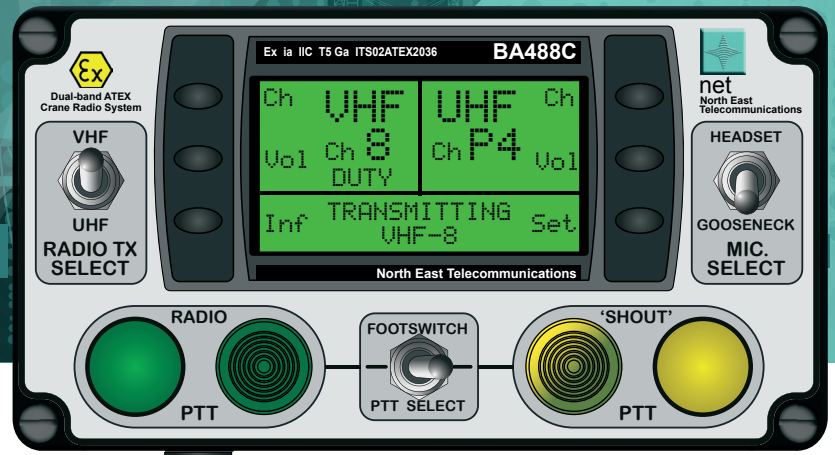 Ex ia IIC T5 Ga ITS02ATEX2036 BA488C
Ex
Dual-band ATEX
Crane Radio System
net
North East
Telecommunications
VHF
UHF
RADIO TX
SELECT
Ch VHF
Vol Ch 8
DUTY
UHF Ch
Ch P4 Vol
Inf TRANSMITTING Set
VHF-8
North East Telecommunications
HEADSET
GOOSENECK
MIC.
SELECT
RADIO
PTT
FOOTSWITCH
PTT SELECT
'SHOUT'
PTT